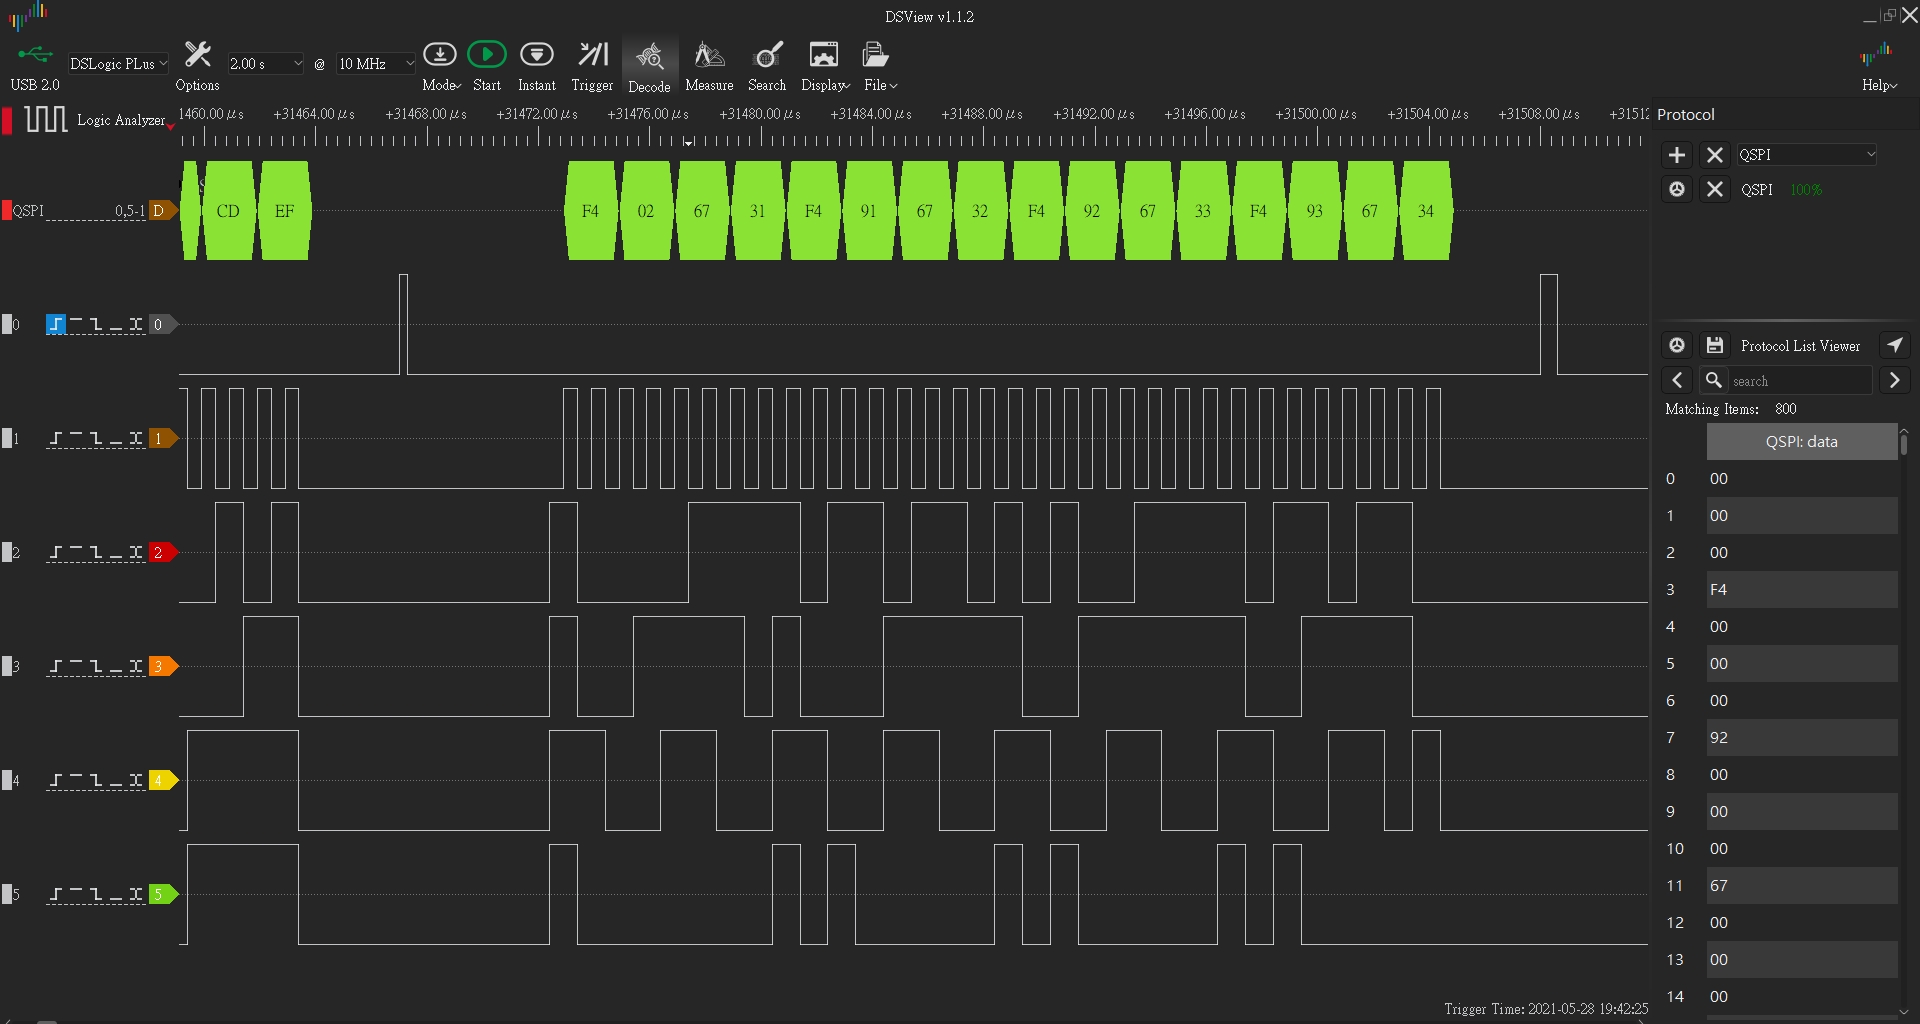 DSView v1.1.2
USB 2.0
DSLogic PLus
Options
2.00 s
@
10 MHz
Mode
Start
Instant
Trigger
Decode
Measure
Search
Display
File
Help
Logic Analyzer
1460.00 μs +31464.00 μs +31468.00 μs +31472.00 μs +31476.00 μs +31480.00 μs +31484.00 μs +31488.00 μs +31492.00 μs +31496.00 μs +31500.00 μs +31504.00 μs +31508.00 μs +31512
QSPI 0,5-1 D
CD EF F4 02 67 31 F4 91 67 32 F4 92 67 33 F4 93 67 34
0 0
1 1
2 2
3 3
4 4
5 5
Trigger Time: 2021-05-28 19:42:25
Protocol
QSPI
QSPI 100%
Protocol List Viewer
search
Matching Items: 800
QSPI: data
0 00
1 00
2 00
3 F4
4 00
5 00
6 00
7 92
8 00
9 00
10 00
11 67
12 00
13 00
14 00